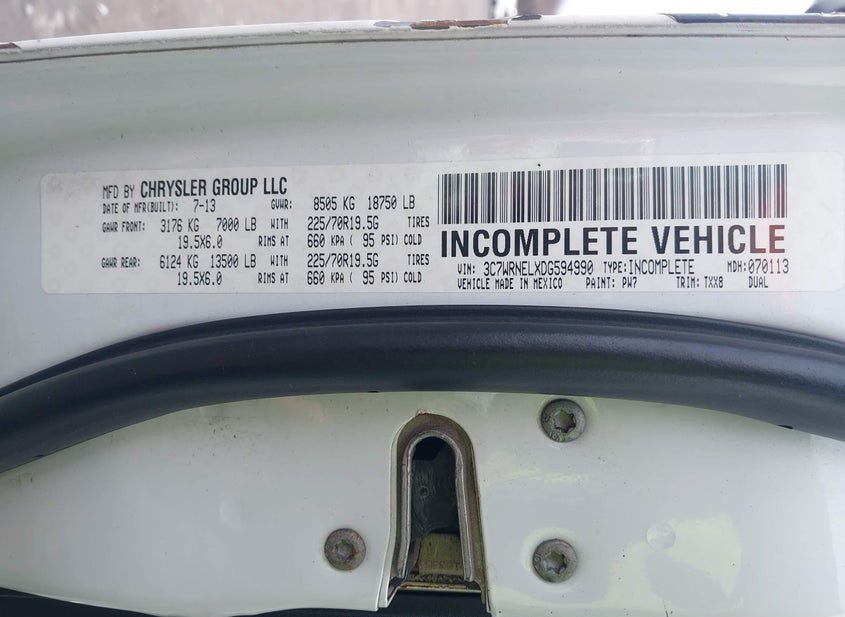 MFD BY CHRYSLER GROUP LLC
DATE OF MFR(BUILT): 7-13 GVWR: 8505 KG 18750 LB
GAWR FRONT: 3176 KG 7000 LB WITH 225/70R19.5G TIRES
19.5X6.0 RIMS AT 660 KPA ( 95 PSI) COLD
GAWR REAR: 6124 KG 13500 LB WITH 225/70R19.5G TIRES
19.5X6.0 RIMS AT 660 KPA ( 95 PSI) COLD
INCOMPLETE VEHICLE
VIN: 3C7WRNELXDG594990 TYPE: INCOMPLETE MDH: 070113
VEHICLE MADE IN MEXICO PAINT: PW7 TRIM: TXX8 DUAL